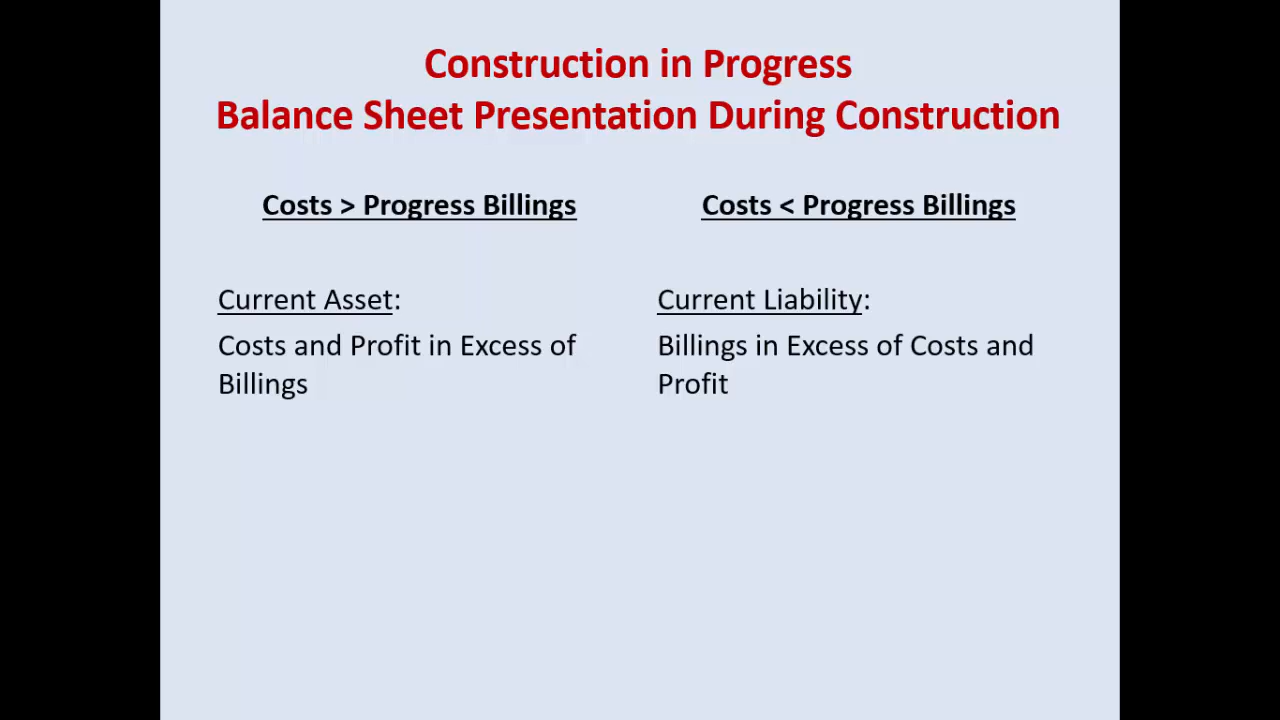 Construction in Progress
Balance Sheet Presentation During Construction
Costs > Progress Billings
Current Asset:
Costs and Profit in Excess of
Billings
Costs < Progress Billings
Current Liability:
Billings in Excess of Costs and
Profit